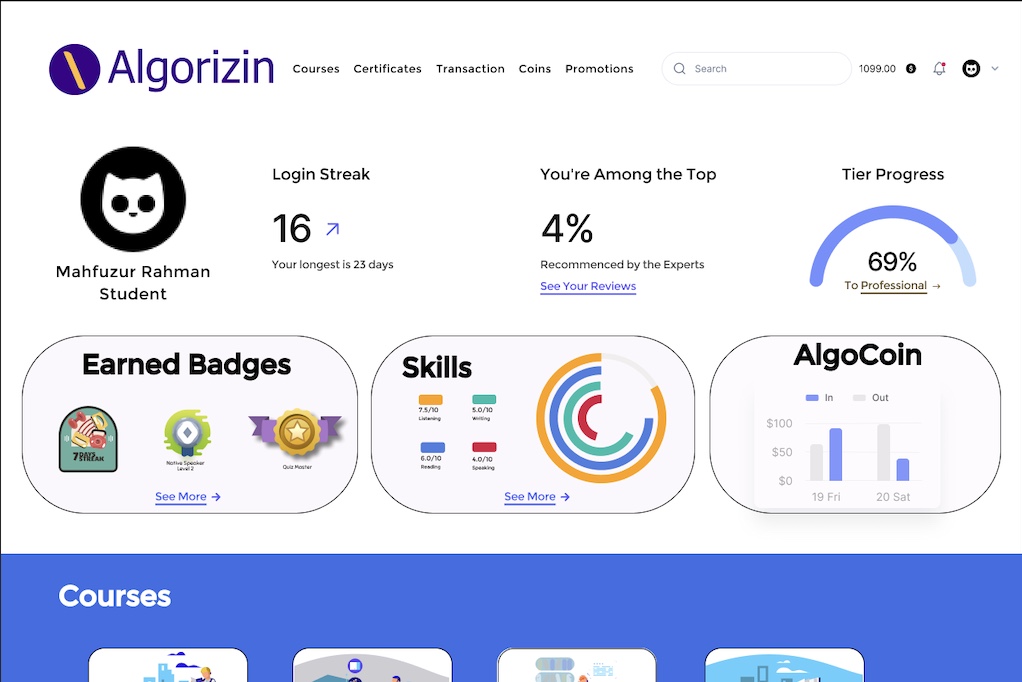 Algorizin
Courses Certificates Transaction Coins Promotions
Search
1099.00
Mahfuzur Rahman
Student
Login Streak
16
Your longest is 23 days
You're Among the Top
4%
Recommenced by the Experts
See Your Reviews
Tier Progress
69%
To Professional →
Earned Badges
7 DAYS
STREAK
Native Speaker
Level 2
Quiz Master
See More →
Skills
7.5/10
Listening
5.0/10
Writing
6.0/10
Reading
4.0/10
Speaking
See More →
AlgoCoin
In Out
$100
$50
$0
19 Fri 20 Sat
Courses